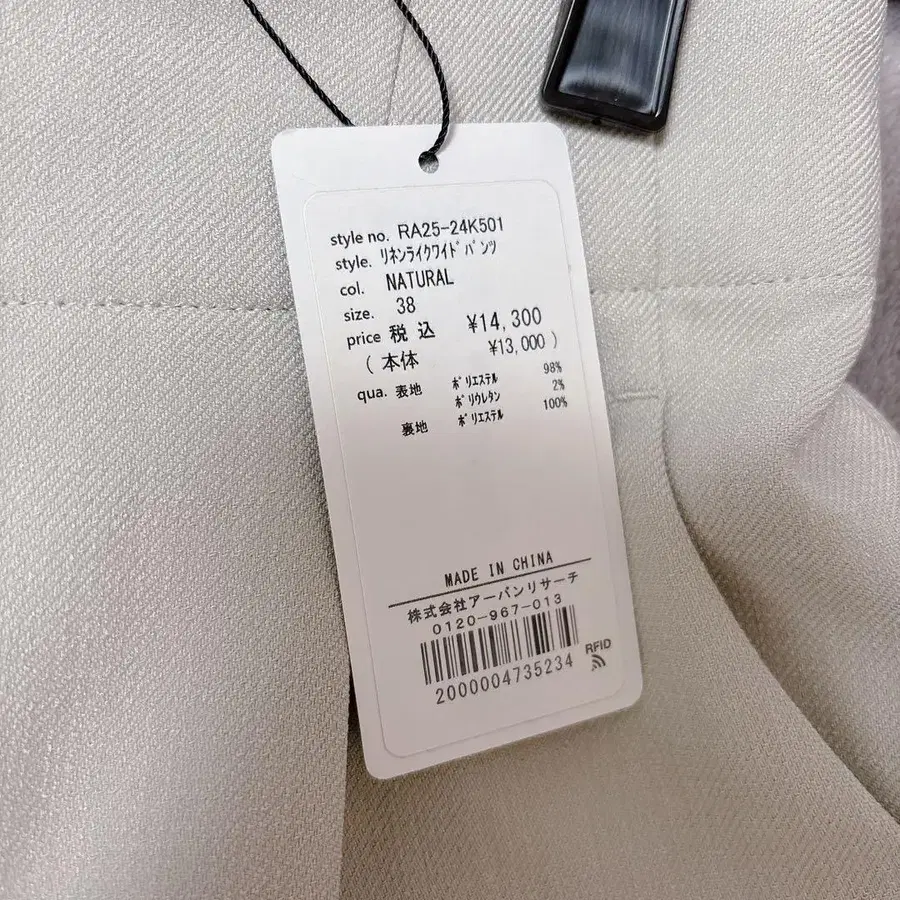 style no. RA25-24K501
style. ﾘﾈﾝﾗｲｸﾜｲﾄﾞﾊﾟﾝﾂ
col. NATURAL
size. 38
price 税込 ¥14,300
(本体 ¥13,000)
qua. 表地 ﾎﾟﾘｴｽﾃﾙ 98%
ﾎﾟﾘｳﾚﾀﾝ 2%
裏地 ﾎﾟﾘｴｽﾃﾙ 100%
MADE IN CHINA
株式会社アーバンリサーチ
0120-967-013
RFID
2000004735234